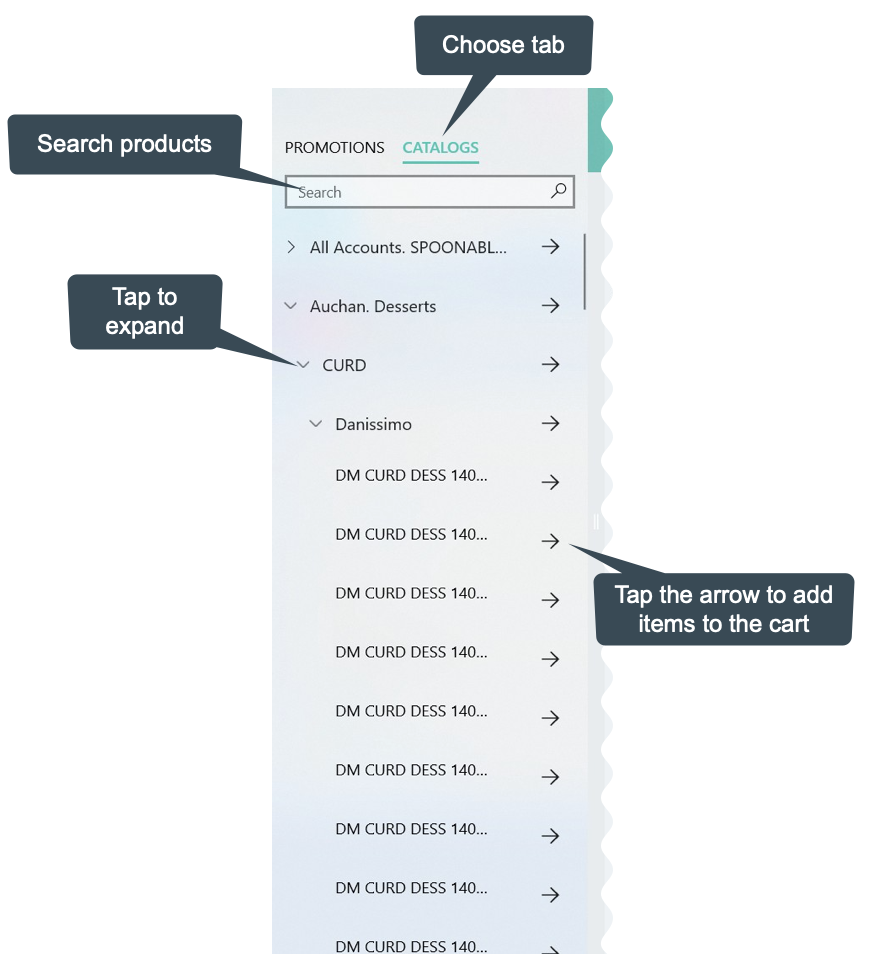 Choose tab
Search products
PROMOTIONS CATALOGS
Search
All Accounts. SPOONABL...
Tap to
expand
Auchan. Desserts
CURD
Danissimo
DM CURD DESS 140...
DM CURD DESS 140...
Tap the arrow to add
items to the cart
DM CURD DESS 140...
DM CURD DESS 140...
DM CURD DESS 140...
DM CURD DESS 140...
DM CURD DESS 140...
DM CURD DESS 140...
DM CURD DESS 140...